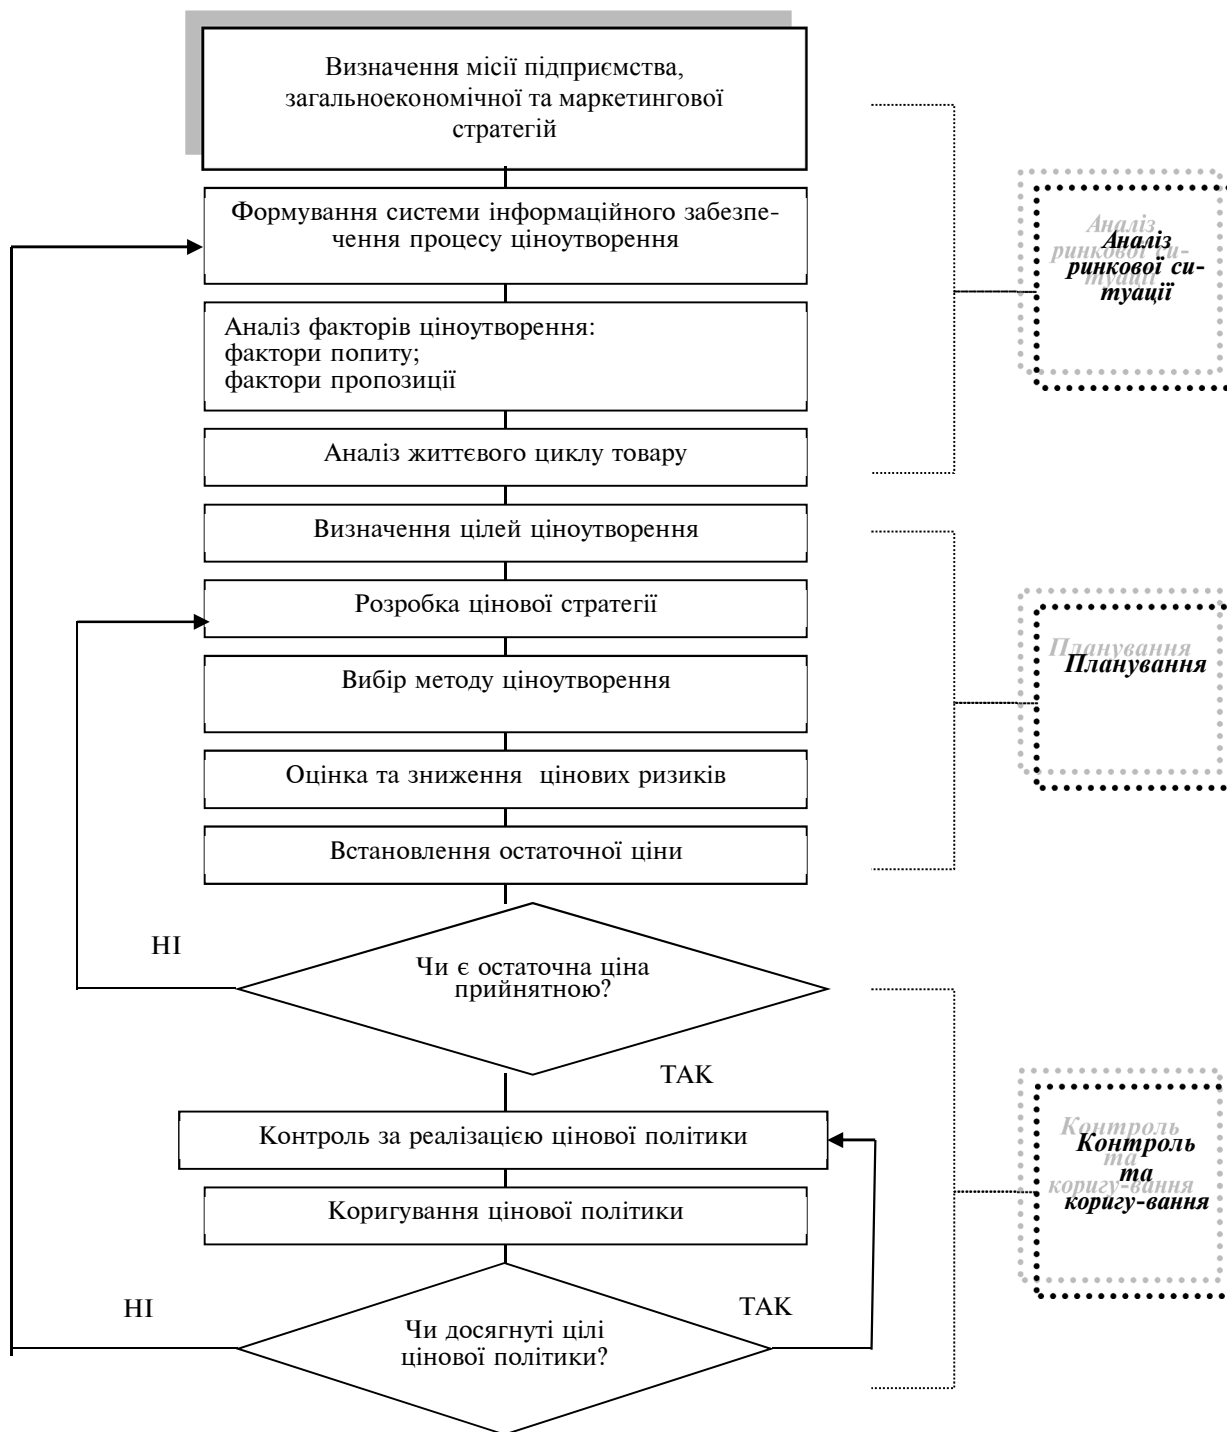 Визначення місії підприємства,
загальноекономічної та маркетингової
стратегій
Формування системи інформаційного забезпе-
чення процесу ціноутворення
Аналіз факторів ціноутворення:
фактори попиту;
фактори пропозиції
Аналіз життєвого циклу товару
Визначення цілей ціноутворення
Розробка цінової стратегії
Вибір методу ціноутворення
Оцінка та зниження цінових ризиків
Встановлення остаточної ціни
НІ
Чи є остаточна ціна
прийнятною?
ТАК
Контроль за реалізацією цінової політики
Коригування цінової політики
НІ
ТАК
Чи досягнуті цілі
цінової політики?
Аналіз
ринкової си-
туації
Планування
Контроль
та
коригу-вання